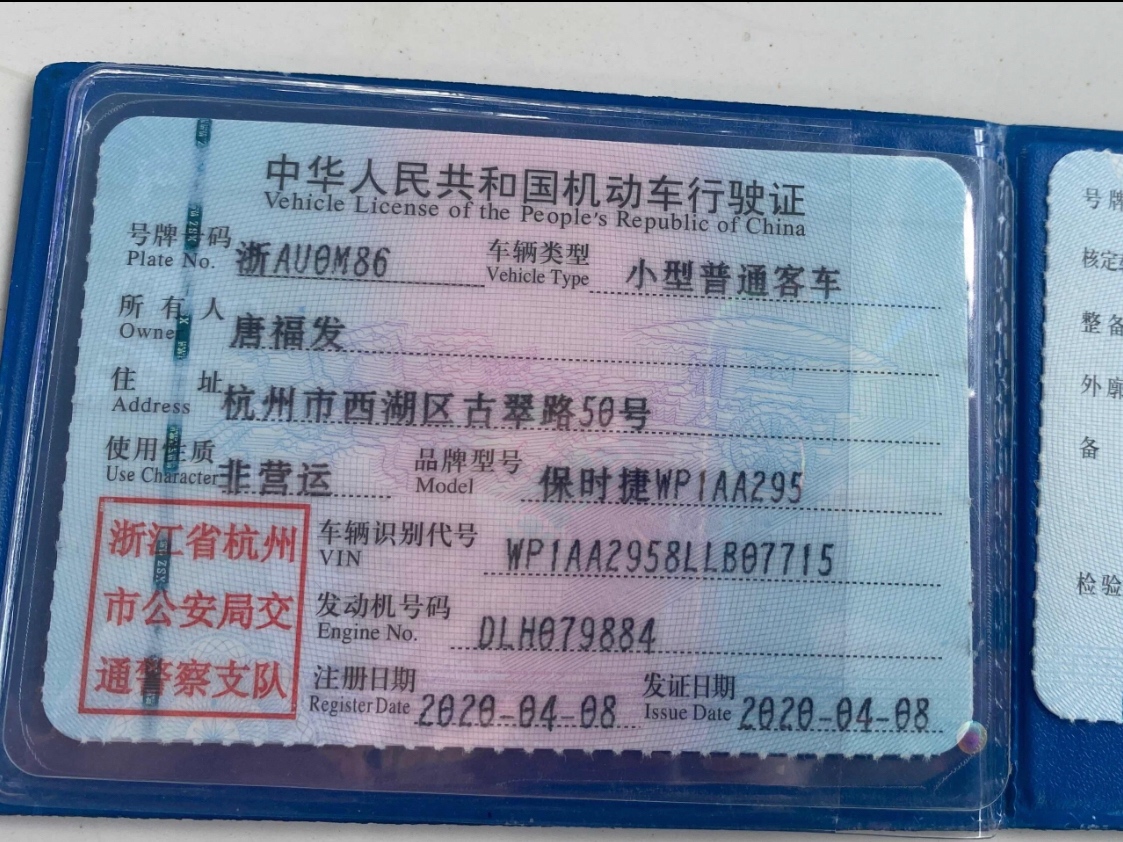 中华人民共和国机动车行驶证
Vehicle License of the People's Republic of China
号牌号码 浙AU0M86 车辆类型 小型普通客车
Plate No. Vehicle Type
所有人 唐福发
Owner
住址 杭州市西湖区古翠路50号
Address
使用性质 非营运 品牌型号 保时捷WP1AA295
Use Character Model
浙江省杭州
市公安局交
通警察支队
车辆识别代号 WP1AA2958LLB07715
VIN
发动机号码 DLH079884
Engine No.
注册日期 2020-04-08 发证日期 2020-04-08
Register Date Issue Date
号牌
核定
整备
外廓
备
检验